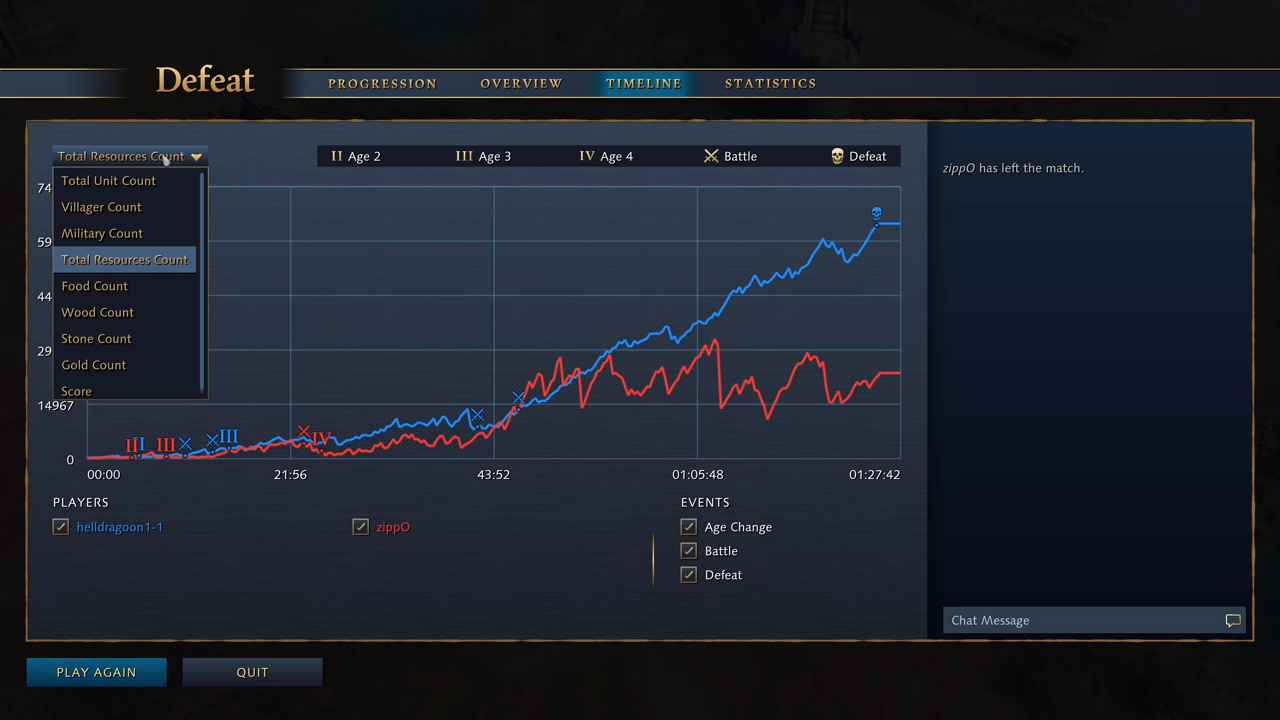 Defeat
PROGRESSION
OVERVIEW
TIMELINE
STATISTICS
Total Resources Count
II Age 2
III Age 3
IV Age 4
Battle
Defeat
Total Unit Count
Villager Count
Military Count
Total Resources Count
Food Count
Wood Count
Stone Count
Gold Count
Score
74
59
44
29
14967
0
III
III
III
IV
00:00
21:56
43:52
01:05:48
01:27:42
PLAYERS
helldragoon1-1
zippO
EVENTS
Age Change
Battle
Defeat
zippO has left the match.
Chat Message
PLAY AGAIN
QUIT